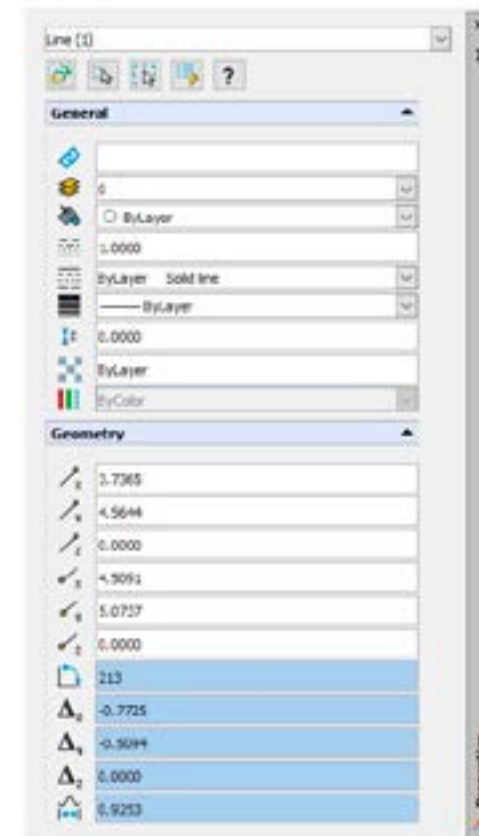 Line (1)
?
General
0
ByLayer
1.0000
ByLayer Solid line
ByLayer
0.0000
ByLayer
ByColor
Geometry
3.7365
4.5644
0.0000
4.5091
5.0737
0.0000
213
-0.7725
-0.5094
0.0000
0.9253